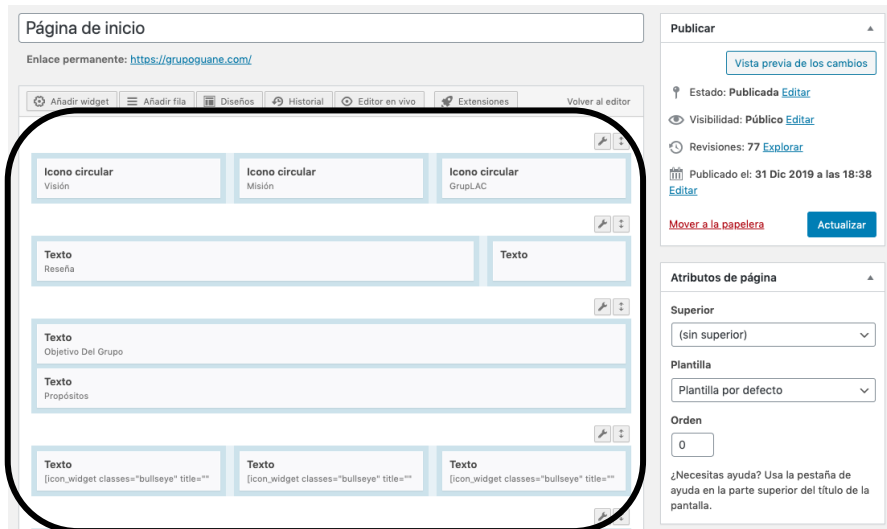 Página de inicio
Enlace permanente: https://grupoguane.com/
Añadir widget Añadir fila Diseños Historial Editor en vivo Extensiones Volver al editor
Icono circular Icono circular Icono circular
Visión Misión GrupLAC
Texto Texto
Reseña
Texto
Objetivo Del Grupo
Texto
Propósitos
Texto Texto Texto
[icon_widget classes="bullseye" title="" [icon_widget classes="bullseye" title="" [icon_widget classes="bullseye" title=""
Publicar
Vista previa de los cambios
Estado: Publicada Editar
Visibilidad: Público Editar
Revisiones: 77 Explorar
Publicado el: 31 Dic 2019 a las 18:38
Editar
Mover a la papelera Actualizar
Atributos de página
Superior
(sin superior)
Plantilla
Plantilla por defecto
Orden
0
¿Necesitas ayuda? Usa la pestaña de
ayuda en la parte superior del título de la
pantalla.